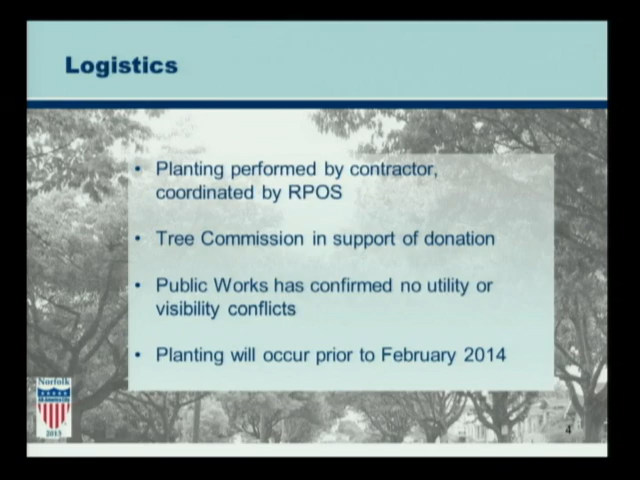 Logistics
• Planting performed by contractor,
coordinated by RPOS
• Tree Commission in support of donation
• Public Works has confirmed no utility or
visibility conflicts
• Planting will occur prior to February 2014
Norfolk
2013
4